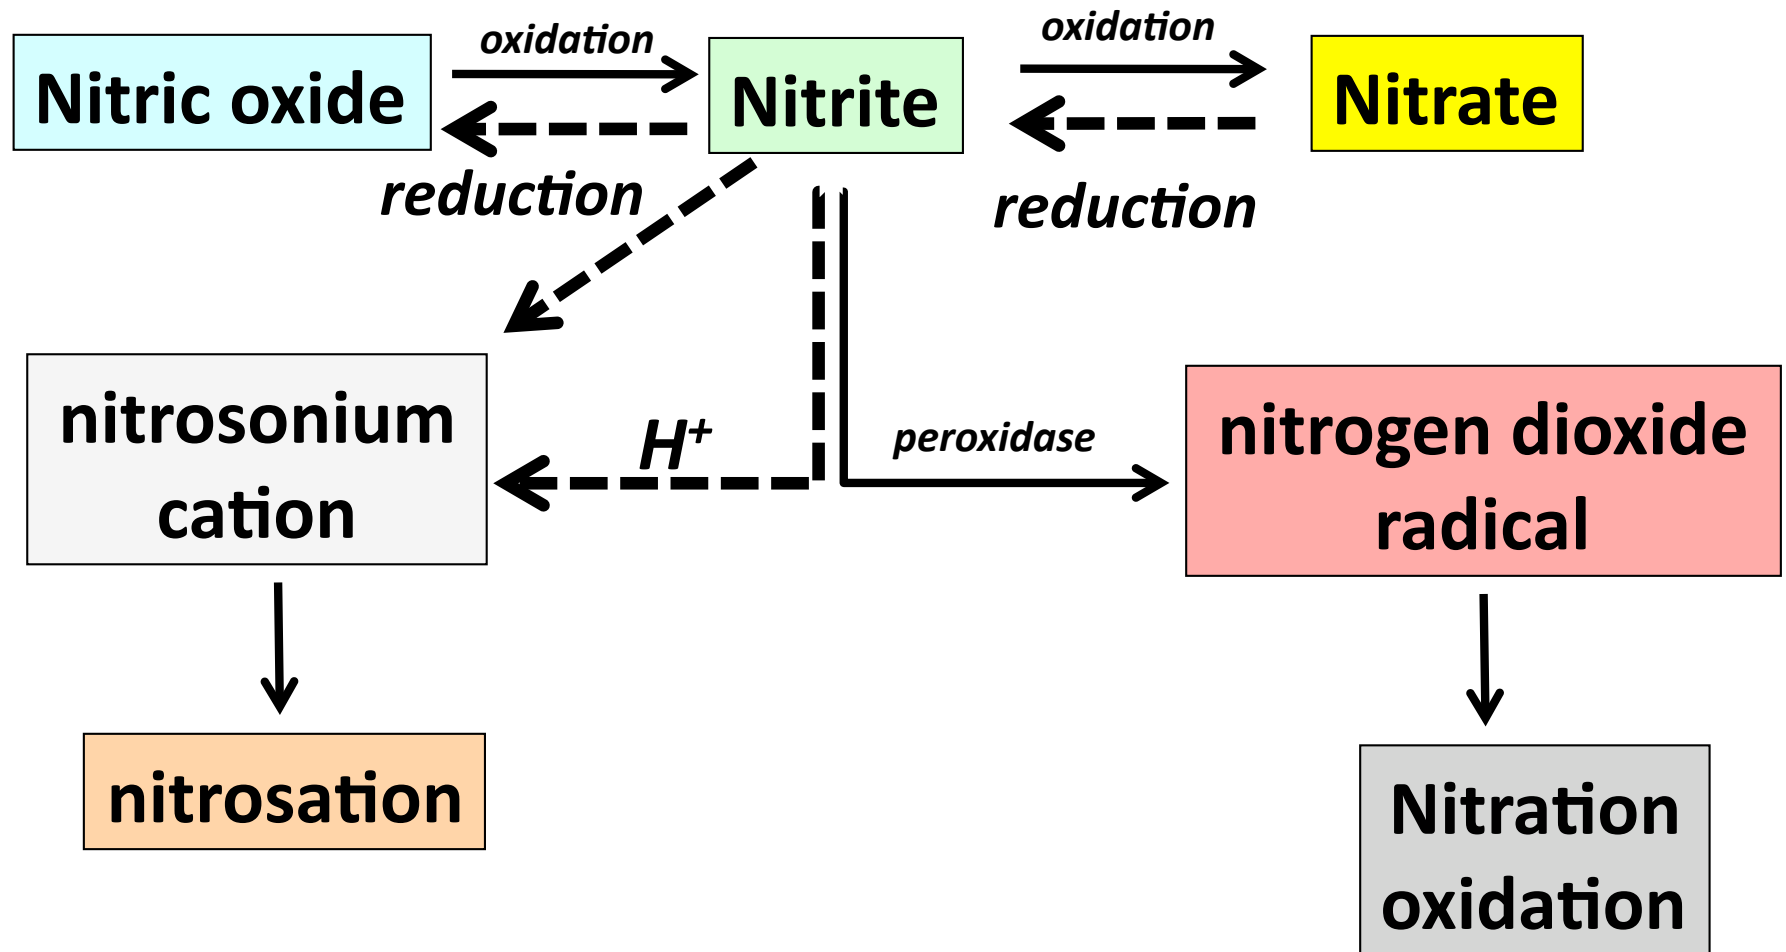 oxidation
oxidation
Nitric oxide
Nitrite
Nitrate
reduction
reduction
nitrosonium
cation
H+
peroxidase
nitrogen dioxide
radical
nitrosation
Nitration
oxidation